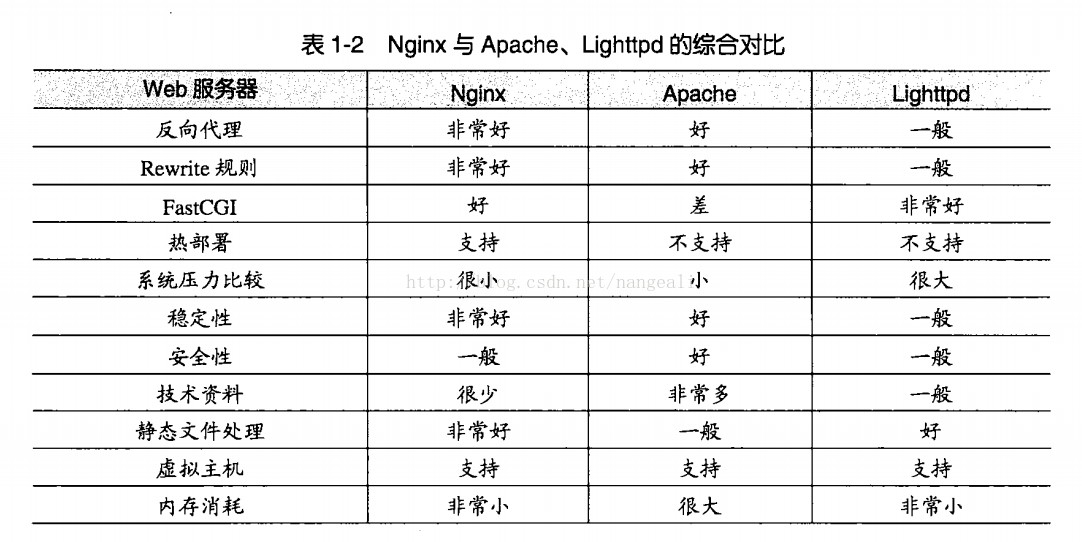 表 1-2 Nginx 与 Apache、Lighttpd 的综合对比
Web 服务器 Nginx Apache Lighttpd
反向代理 非常好 好 一般
Rewrite 规则 非常好 好 一般
FastCGI 好 差 非常好
热部署 支持 不支持 不支持
系统压力比较 很小 小 很大
稳定性 非常好 好 一般
安全性 一般 好 一般
技术资料 很少 非常多 一般
静态文件处理 非常好 一般 好
虚拟主机 支持 支持 支持
内存消耗 非常小 很大 非常小